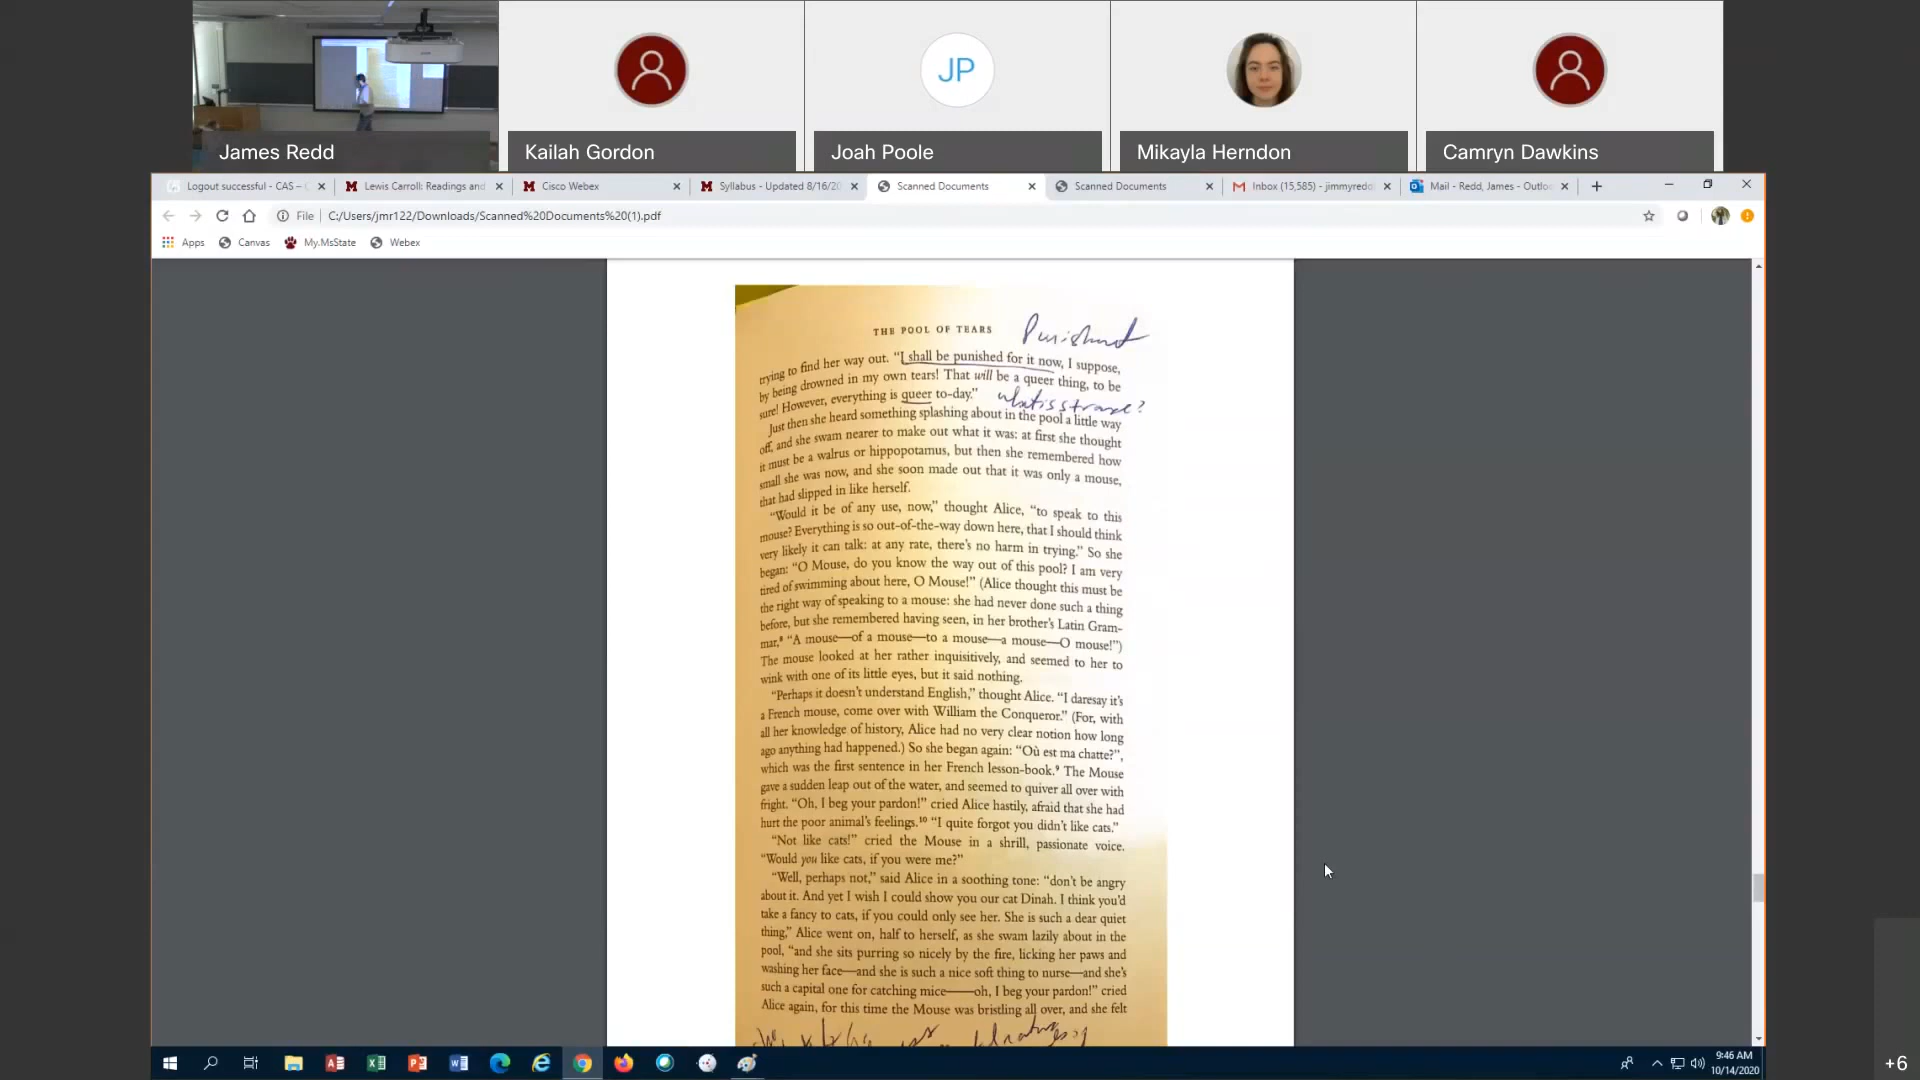 JP
James Redd
Kailah Gordon
Joah Poole
Mikayla Herndon
Camryn Dawkins
Logout successful - CAS –
Lewis Carroll: Readings and
Cisco Webex
Syllabus - Updated 8/16/20
Scanned Documents
Scanned Documents
Inbox (15,585) - jimmyredd
Mail - Redd, James - Outloo
File
C:/Users/jmr122/Downloads/Scanned%20Documents%20(1).pdf
Apps
Canvas
My.MsState
Webex
THE POOL OF TEARS
trying to find her way out. “I shall be punished for it now, I suppose,
by being drowned in my own tears! That will be a queer thing, to be
sure! However, everything is queer to-day.”
what is strange?
Just then she heard something splashing about in the pool a little way
off, and she swam nearer to make out what it was: at first she thought
it must be a walrus or hippopotamus, but then she remembered how
small she was now, and she soon made out that it was only a mouse,
that had slipped in like herself.
“Would it be of any use, now,” thought Alice, “to speak to this
mouse? Everything is so out-of-the-way down here, that I should think
very likely it can talk: at any rate, there’s no harm in trying.” So she
began: “O Mouse, do you know the way out of this pool? I am very
tired of swimming about here, O Mouse!” (Alice thought this must be
the right way of speaking to a mouse: she had never done such a thing
before, but she remembered having seen, in her brother’s Latin Gram-
mar,⁸ “A mouse—of a mouse—to a mouse—a mouse—O mouse!”)
The mouse looked at her rather inquisitively, and seemed to her to
wink with one of its little eyes, but it said nothing.
“Perhaps it doesn’t understand English,” thought Alice. “I daresay it’s
a French mouse, come over with William the Conqueror.” (For, with
all her knowledge of history, Alice had no very clear notion how long
ago anything had happened.) So she began again: “Où est ma chatte?”,
which was the first sentence in her French lesson-book.⁹ The Mouse
gave a sudden leap out of the water, and seemed to quiver all over with
fright. “Oh, I beg your pardon!” cried Alice hastily, afraid that she had
hurt the poor animal’s feelings.¹⁰ “I quite forgot you didn’t like cats.”
“Not like cats!” cried the Mouse in a shrill, passionate voice.
“Would you like cats, if you were me?”
“Well, perhaps not,” said Alice in a soothing tone: “don’t be angry
about it. And yet I wish I could show you our cat Dinah. I think you’d
take a fancy to cats, if you could only see her. She is such a dear quiet
thing,” Alice went on, half to herself, as she swam lazily about in the
pool, “and she sits purring so nicely by the fire, licking her paws and
washing her face—and she is such a nice soft thing to nurse—and she’s
such a capital one for catching mice——oh, I beg your pardon!” cried
Alice again, for this time the Mouse was bristling all over, and she felt
9:46 AM
10/14/2020
+6